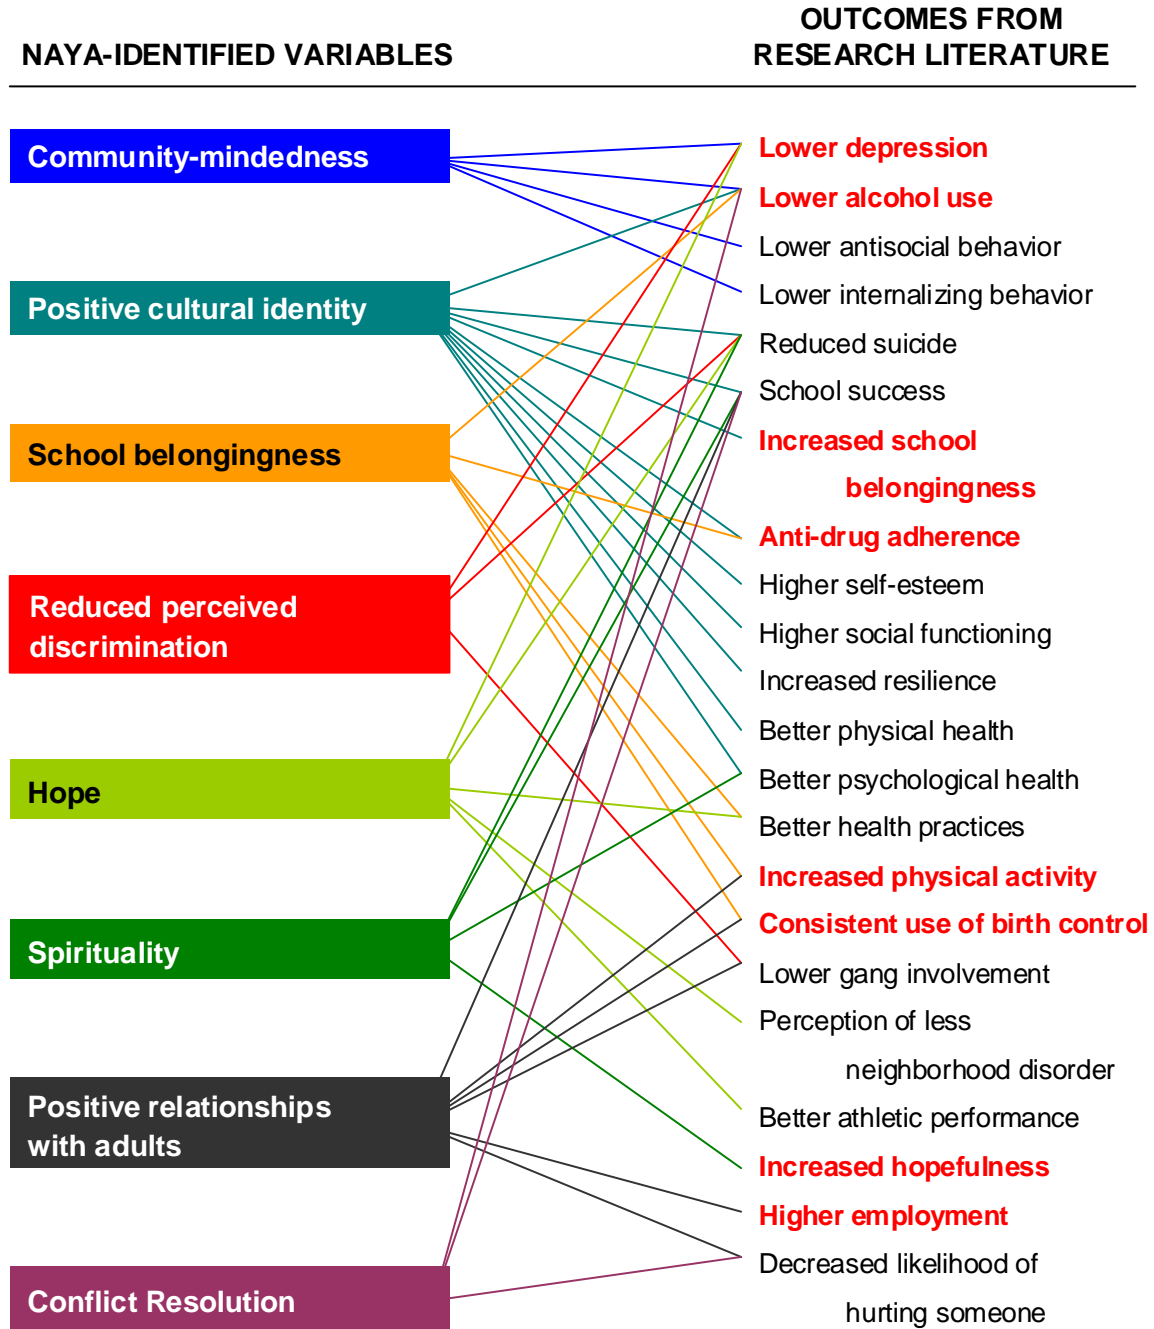 NAYA-IDENTIFIED VARIABLES
OUTCOMES FROM
RESEARCH LITERATURE
Community-mindedness
Positive cultural identity
School belongingness
Reduced perceived
discrimination
Hope
Spirituality
Positive relationships
with adults
Conflict Resolution
Lower depression
Lower alcohol use
Lower antisocial behavior
Lower internalizing behavior
Reduced suicide
School success
Increased school
belongingness
Anti-drug adherence
Higher self-esteem
Higher social functioning
Increased resilience
Better physical health
Better psychological health
Better health practices
Increased physical activity
Consistent use of birth control
Lower gang involvement
Perception of less
neighborhood disorder
Better athletic performance
Increased hopefulness
Higher employment
Decreased likelihood of
hurting someone